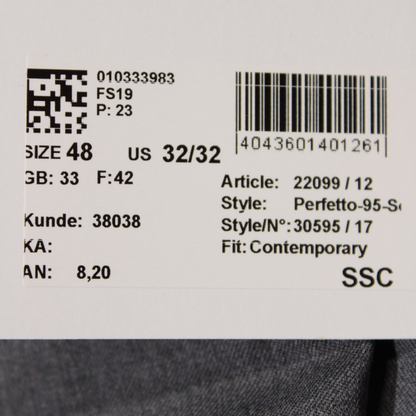 010333983
FS19
P: 23
4043601401261
SIZE 48 US 32/32
GB: 33 F:42
Article: 22099 / 12
Style: Perfetto-95-S
Kunde: 38038
Style/N°: 30595 / 17
KA:
Fit: Contemporary
AN: 8,20
SSC